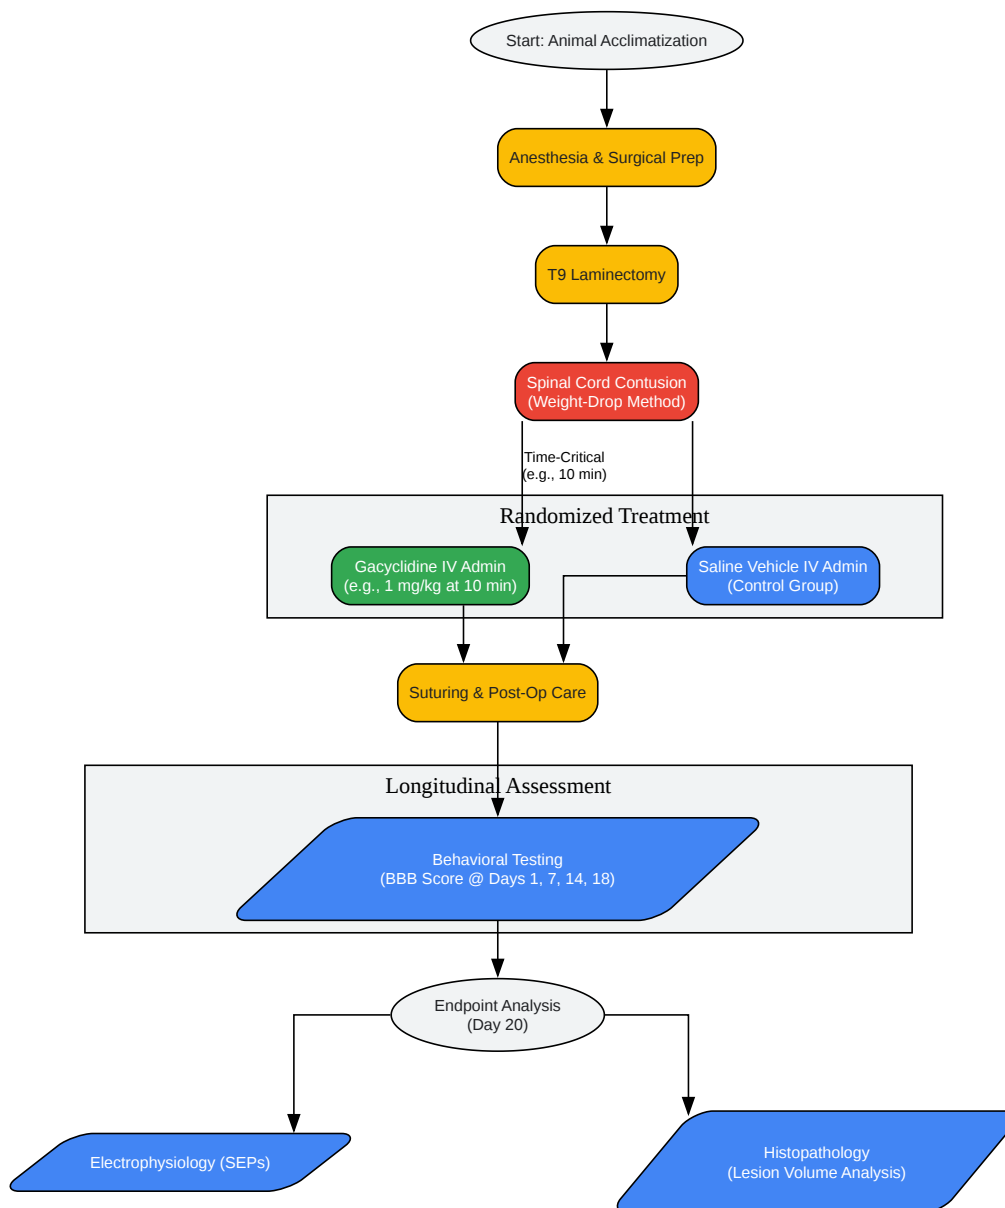 Start: Animal Acclimatization
Anesthesia & Surgical Prep
T9 Laminectomy
Spinal Cord Contusion
(Weight-Drop Method)
Time-Critical
(e.g., 10 min)
Randomized Treatment
Gacyclidine IV Admin
(e.g., 1 mg/kg at 10 min)
Saline Vehicle IV Admin
(Control Group)
Suturing & Post-Op Care
Longitudinal Assessment
Behavioral Testing
(BBB Score @ Days 1, 7, 14, 18)
Endpoint Analysis
(Day 20)
Electrophysiology (SEPs)
Histopathology
(Lesion Volume Analysis)